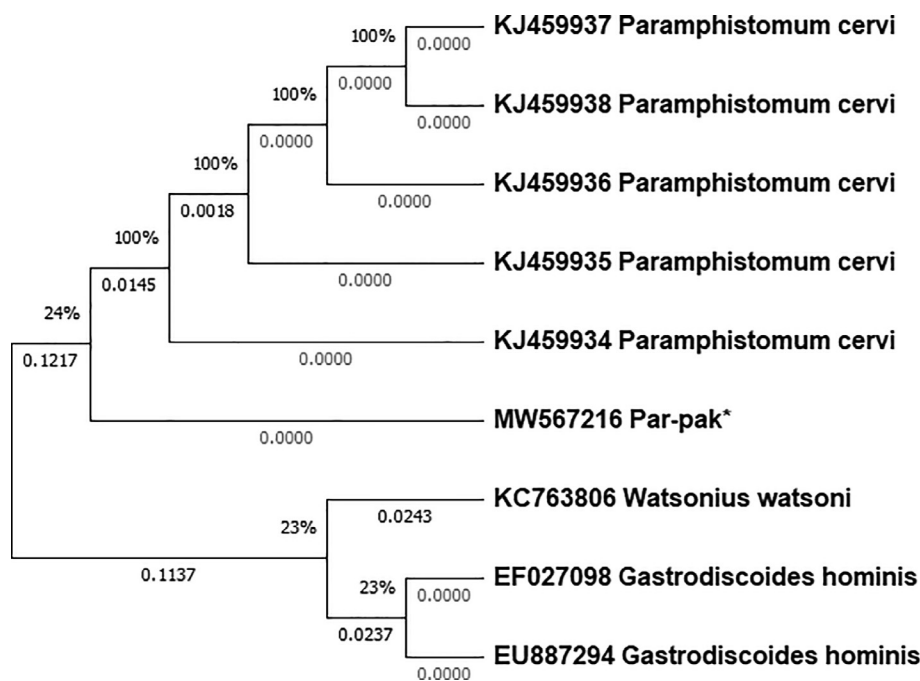 100%
0.0000
KJ459937 Paramphistomum cervi
100%
0.0000
0.0000
KJ459938 Paramphistomum cervi
100%
0.0000
0.0000
KJ459936 Paramphistomum cervi
100%
0.0018
0.0000
KJ459935 Paramphistomum cervi
24%
0.0145
0.0000
KJ459934 Paramphistomum cervi
0.1217
0.0000
MW567216 Par-pak*
23%
0.0243
KC763806 Watsonius watsoni
0.1137
23%
0.0000
EF027098 Gastrodiscoides hominis
0.0237
0.0000
EU887294 Gastrodiscoides hominis